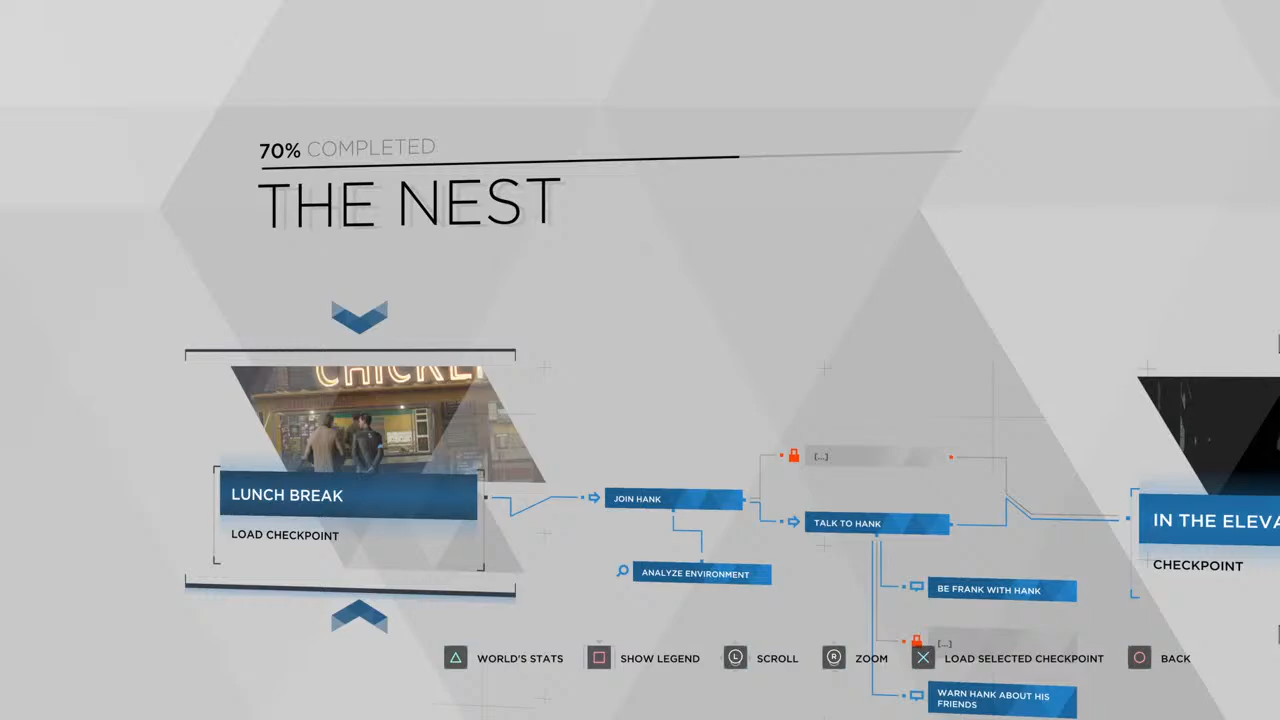 70% COMPLETED
THE NEST
CHICKE
LUNCH BREAK
LOAD CHECKPOINT
JOIN HANK
ANALYZE ENVIRONMENT
[...]
TALK TO HANK
BE FRANK WITH HANK
[...]
WARN HANK ABOUT HIS
FRIENDS
IN THE ELEVA
CHECKPOINT
WORLD'S STATS
SHOW LEGEND
L
SCROLL
R
ZOOM
LOAD SELECTED CHECKPOINT
BACK